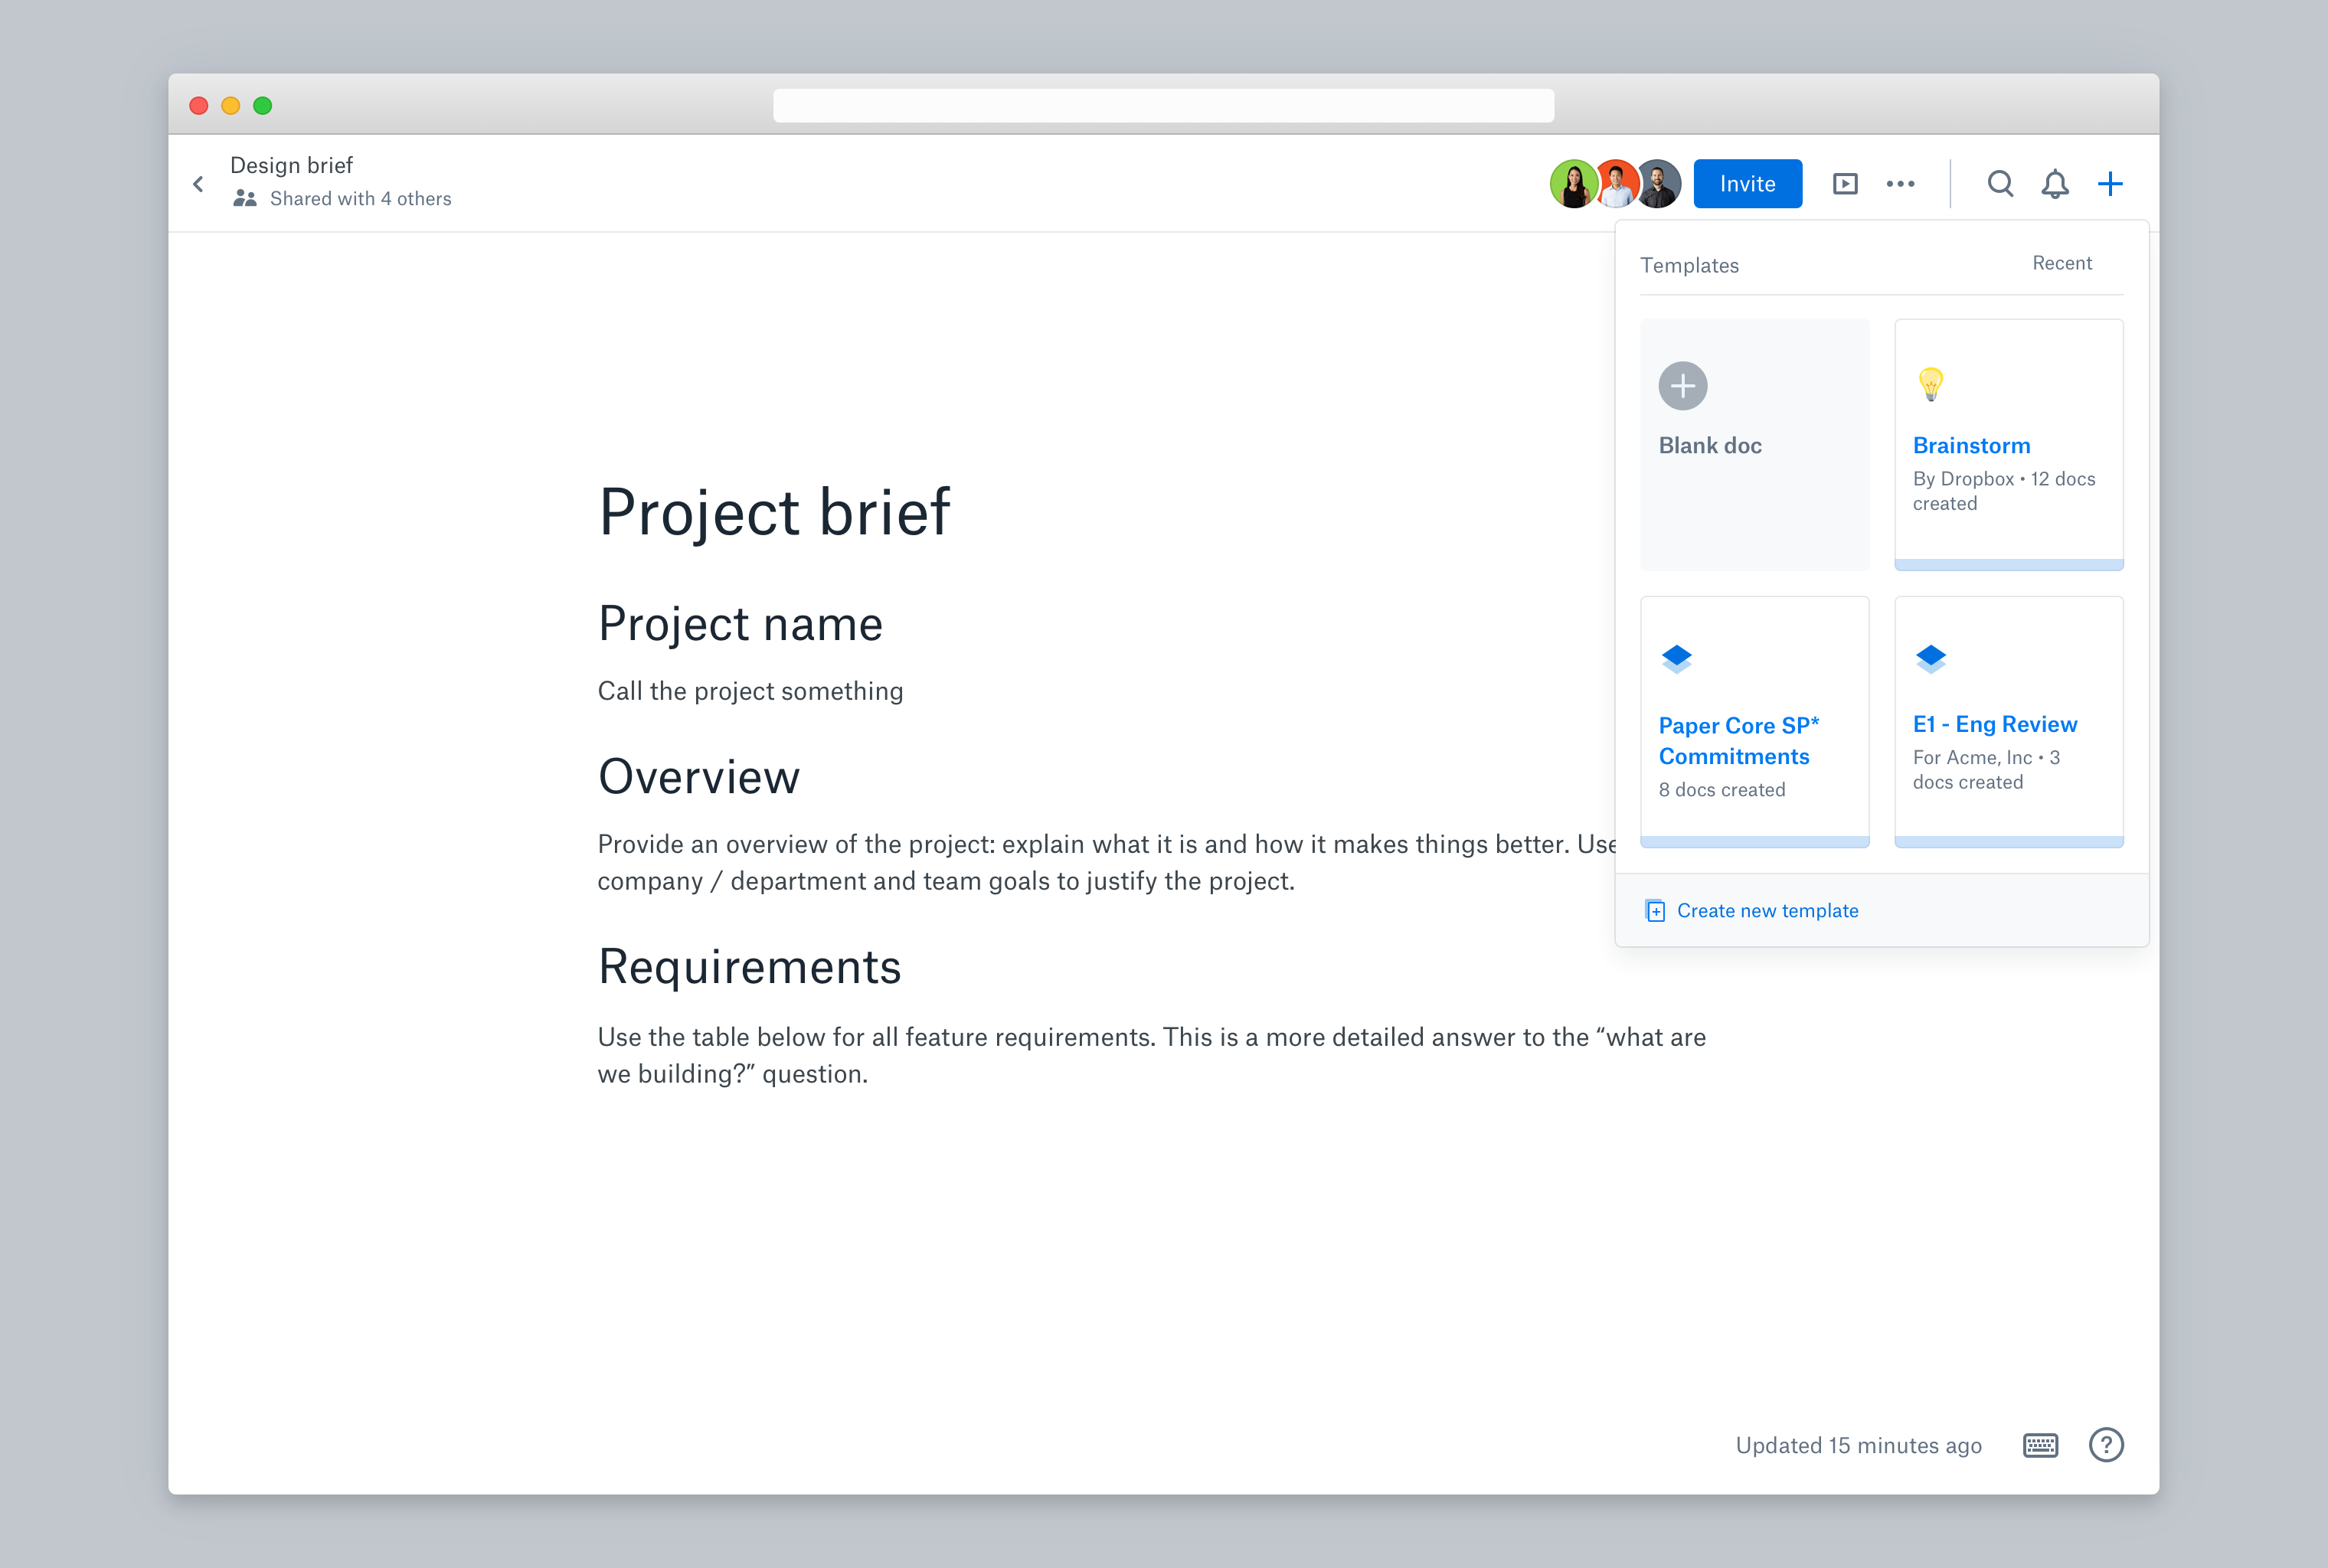 Design brief
Shared with 4 others
Invite
Templates
Recent
Blank doc
Brainstorm
By Dropbox • 12 docs
created
Paper Core SP*
Commitments
8 docs created
E1 - Eng Review
For Acme, Inc • 3
docs created
Create new template
Project brief
Project name
Call the project something
Overview
Provide an overview of the project: explain what it is and how it makes things better. Use
company / department and team goals to justify the project.
Requirements
Use the table below for all feature requirements. This is a more detailed answer to the “what are
we building?” question.
Updated 15 minutes ago
?